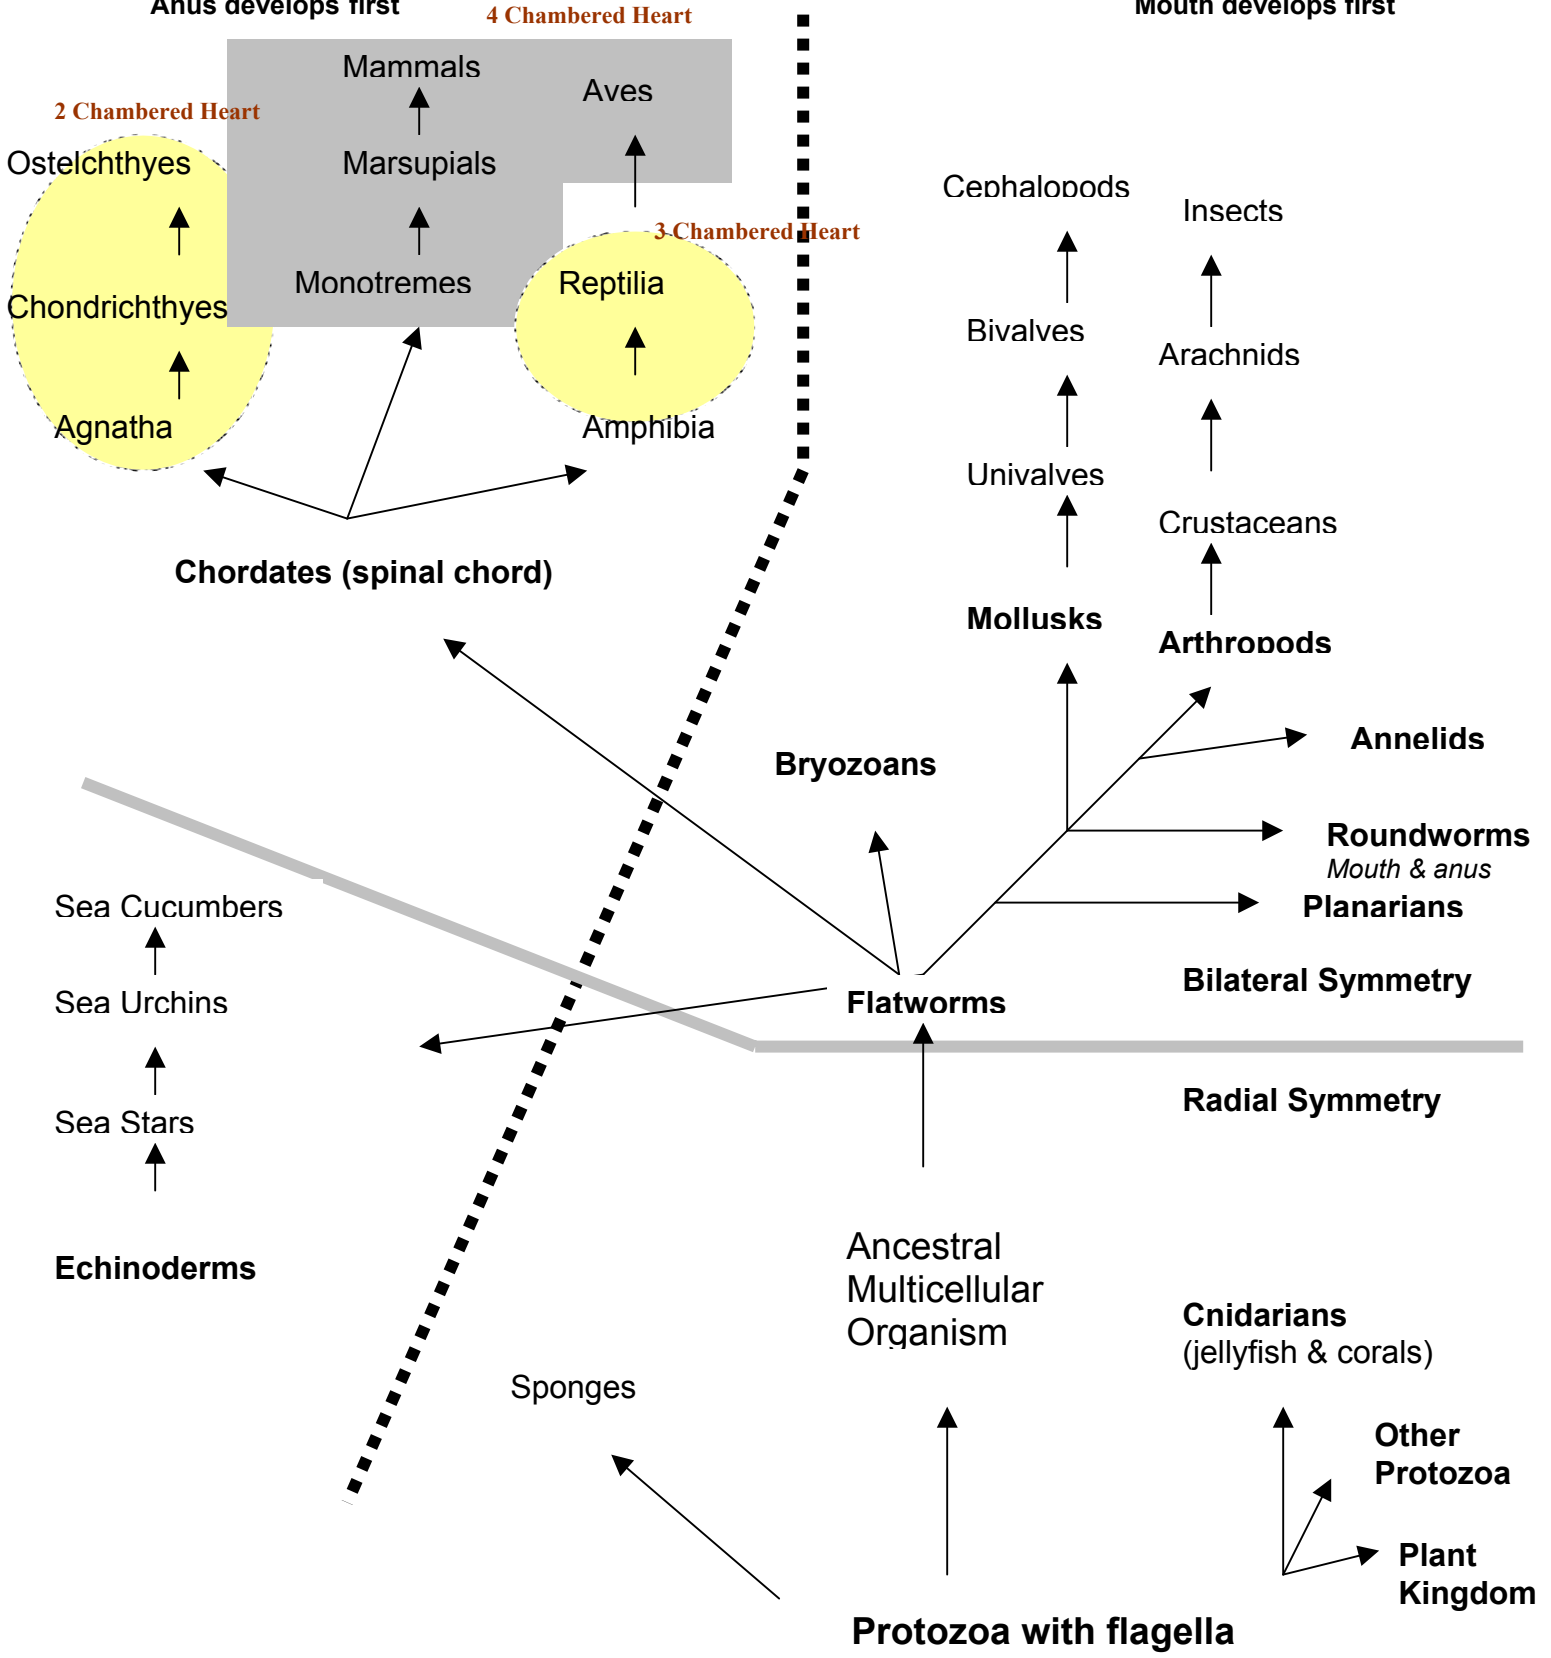 Anus develops first
4 Chambered Heart
Mouth develops first
Mammals
Aves
2 Chambered Heart
Ostelchthyes
Marsupials
Cephalopods
Insects
3 Chambered Heart
Monotremes
Reptilia
Chondrichthyes
Bivalves
Arachnids
Agnatha
Amphibia
Univalves
Crustaceans
Chordates (spinal chord)
Mollusks
Arthropods
Annelids
Bryozoans
Roundworms
Mouth & anus
Planarians
Sea Cucumbers
Bilateral Symmetry
Sea Urchins
Flatworms
Radial Symmetry
Sea Stars
Echinoderms
Ancestral
Multicellular
Organism
Cnidarians
(jellyfish & corals)
Sponges
Other
Protozoa
Plant
Kingdom
Protozoa with flagella